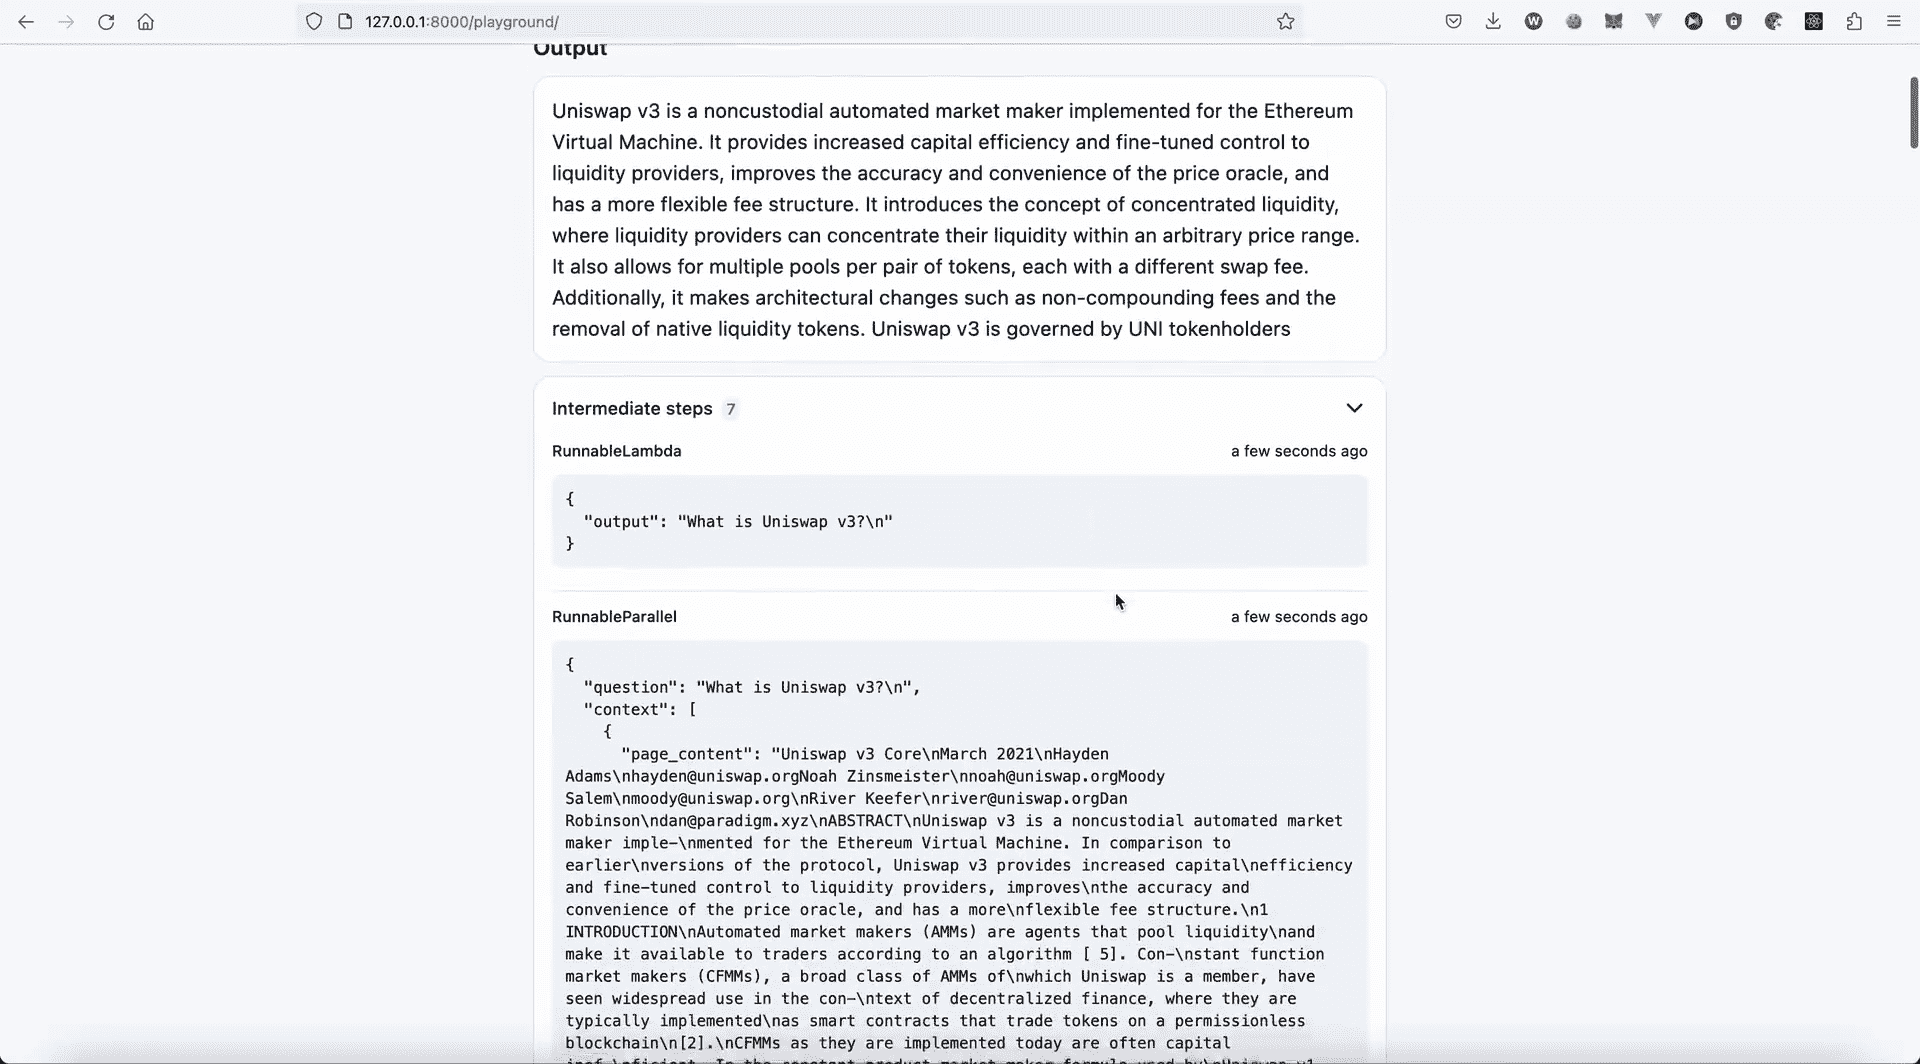 127.0.0.1:8000/playground/
Output
Uniswap v3 is a noncustodial automated market maker implemented for the Ethereum
Virtual Machine. It provides increased capital efficiency and fine-tuned control to
liquidity providers, improves the accuracy and convenience of the price oracle, and
has a more flexible fee structure. It introduces the concept of concentrated liquidity,
where liquidity providers can concentrate their liquidity within an arbitrary price range.
It also allows for multiple pools per pair of tokens, each with a different swap fee.
Additionally, it makes architectural changes such as non-compounding fees and the
removal of native liquidity tokens. Uniswap v3 is governed by UNI tokenholders
Intermediate steps 7
RunnableLambda a few seconds ago
{
"output": "What is Uniswap v3?\n"
}
RunnableParallel a few seconds ago
{
"question": "What is Uniswap v3?\n",
"context": [
{
"page_content": "Uniswap v3 Core\nMarch 2021\nHayden
Adams\nhayden@uniswap.orgNoah Zinsmeister\nnoah@uniswap.orgMoody
Salem\nmoody@uniswap.org\nRiver Keefer\nriver@uniswap.orgDan
Robinson\ndan@paradigm.xyz\nABSTRACT\nUniswap v3 is a noncustodial automated market
maker imple-\nmented for the Ethereum Virtual Machine. In comparison to
earlier\nversions of the protocol, Uniswap v3 provides increased capital\nefficiency
and fine-tuned control to liquidity providers, improves\nthe accuracy and
convenience of the price oracle, and has a more\nflexible fee structure.\n1
INTRODUCTION\nAutomated market makers (AMMs) are agents that pool liquidity\nand
make it available to traders according to an algorithm [ 5]. Con-\nstant function
market makers (CFMMs), a broad class of AMMs of\nwhich Uniswap is a member, have
seen widespread use in the con-\ntext of decentralized finance, where they are
typically implemented\nas smart contracts that trade tokens on a permissionless
blockchain\n[2].\nCFMMs as they are implemented today are often capital